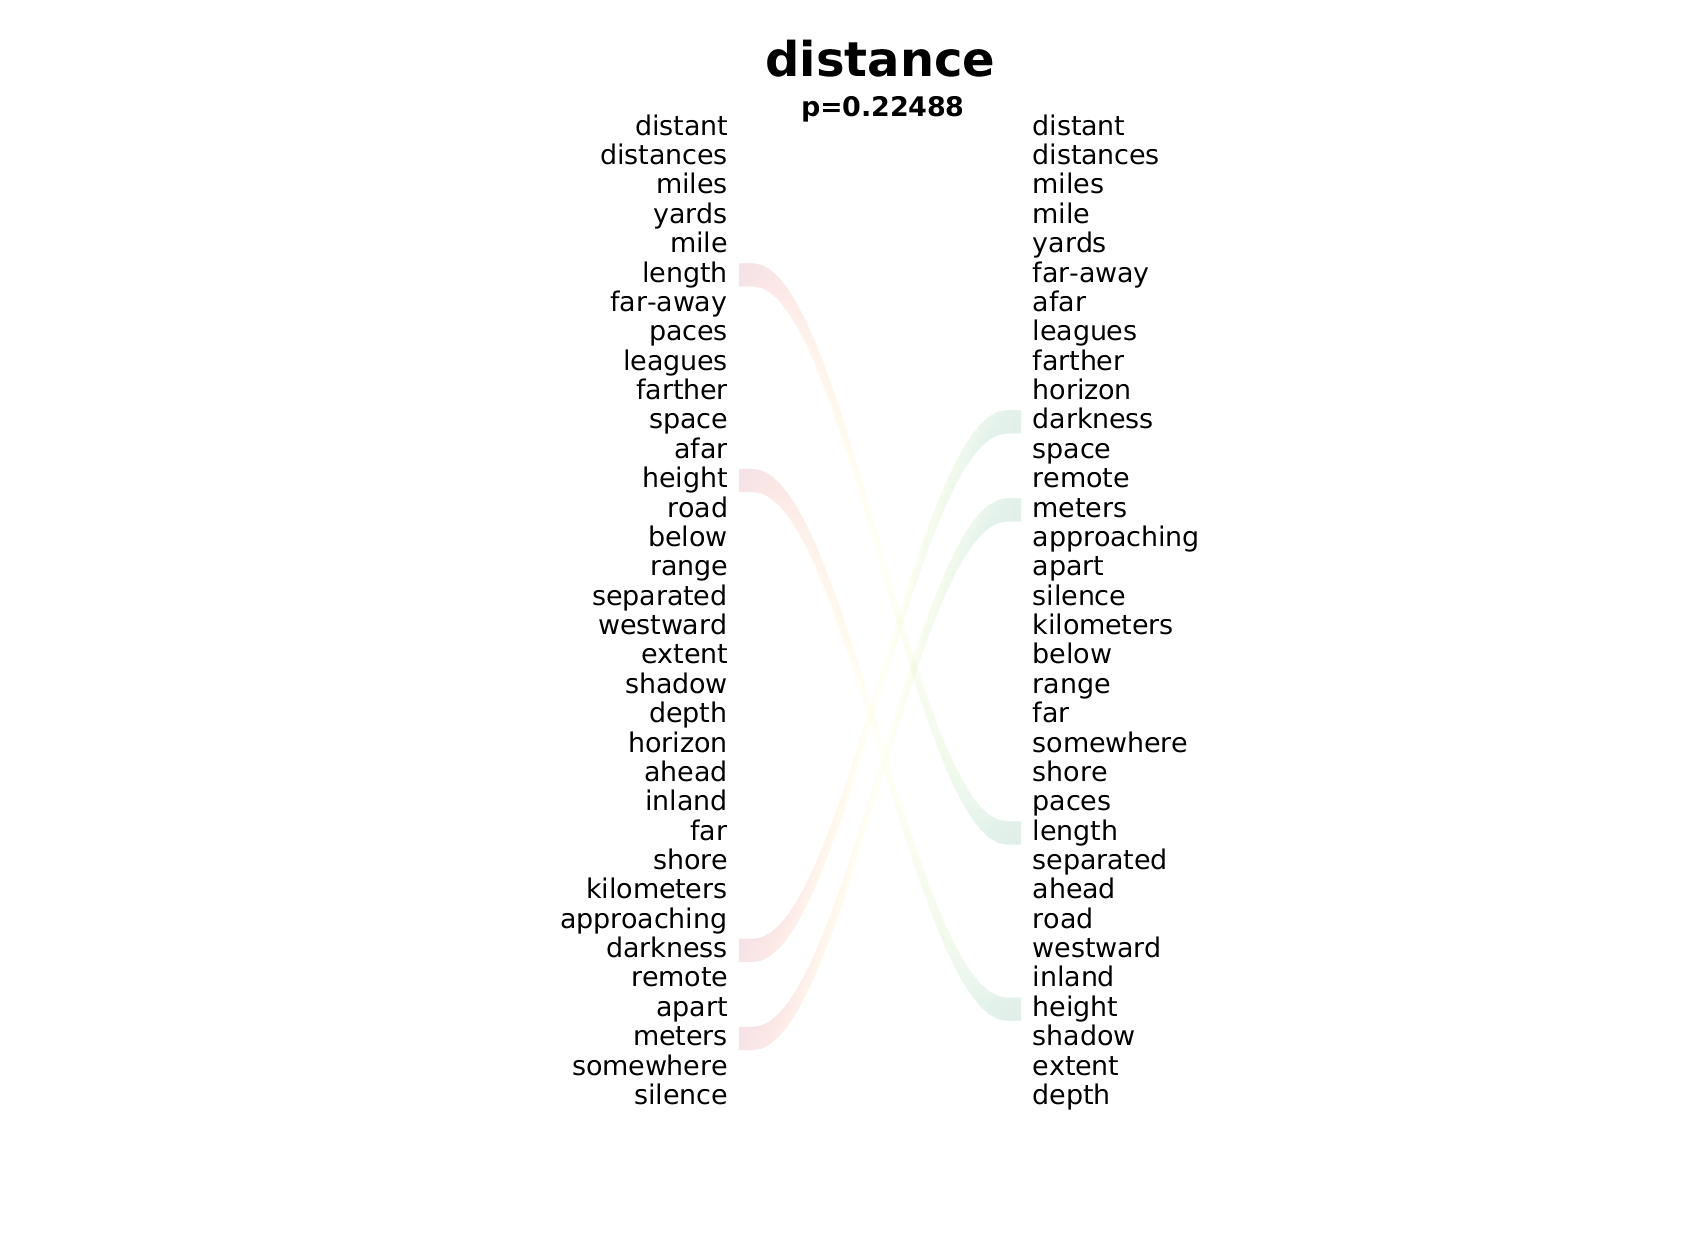 distance
p=0.22488
distant distant
distances distances
miles miles
yards mile
mile yards
length far-away
far-away afar
paces leagues
leagues farther
farther horizon
space darkness
afar space
height remote
road meters
below approaching
range apart
separated silence
westward kilometers
extent below
shadow range
depth far
horizon somewhere
ahead shore
inland paces
far length
shore separated
kilometers ahead
approaching road
darkness westward
remote inland
apart height
meters shadow
somewhere extent
silence depth